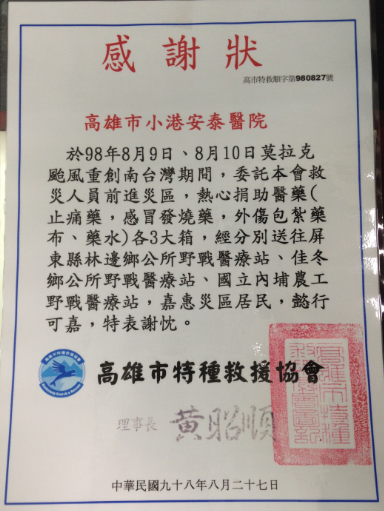 感謝狀
高市特救順字第980827號
高雄市小港安泰醫院
於98年8月9日、8月10日莫拉克
颱風重創南台灣期間，委託本會救
災人員前進災區，熱心捐助醫藥(
止痛藥，感冒發燒藥，外傷包紮藥
布、藥水)各3大箱，經分別送往屏
東縣林邊鄉公所野戰醫療站、佳冬
鄉公所野戰醫療站、國立內埔農工
野戰醫療站，嘉惠災區居民，懿行
可嘉，特表謝忱。
高雄市特種救援協會
理事長 黃昭順
中華民國九十八年八月二十七日